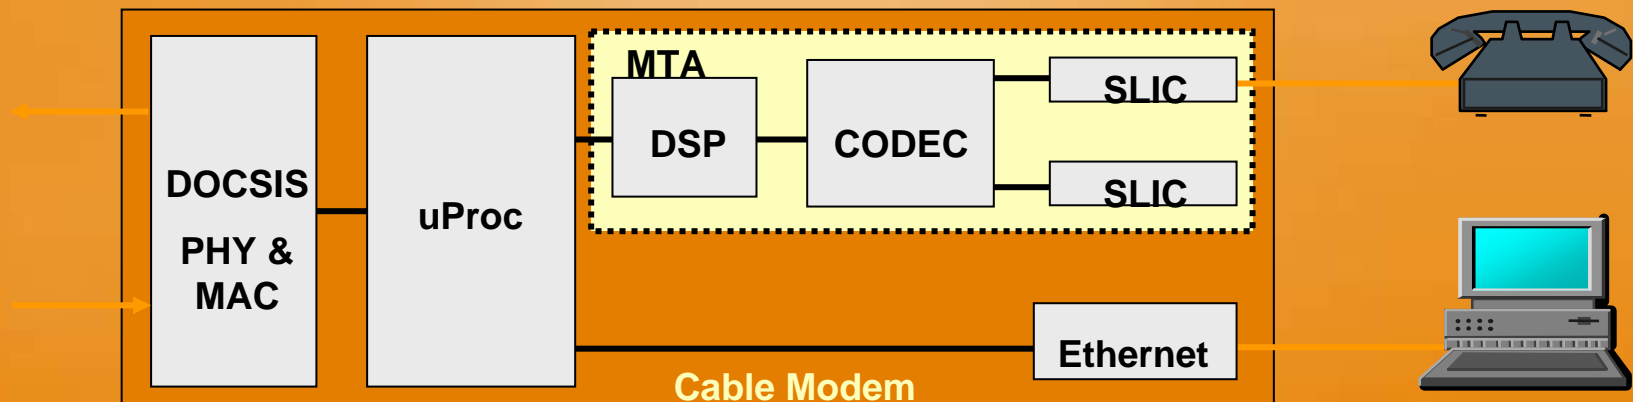 DOCSIS
PHY &
MAC
uProc
MTA
DSP
CODEC
SLIC
SLIC
Ethernet
Cable Modem